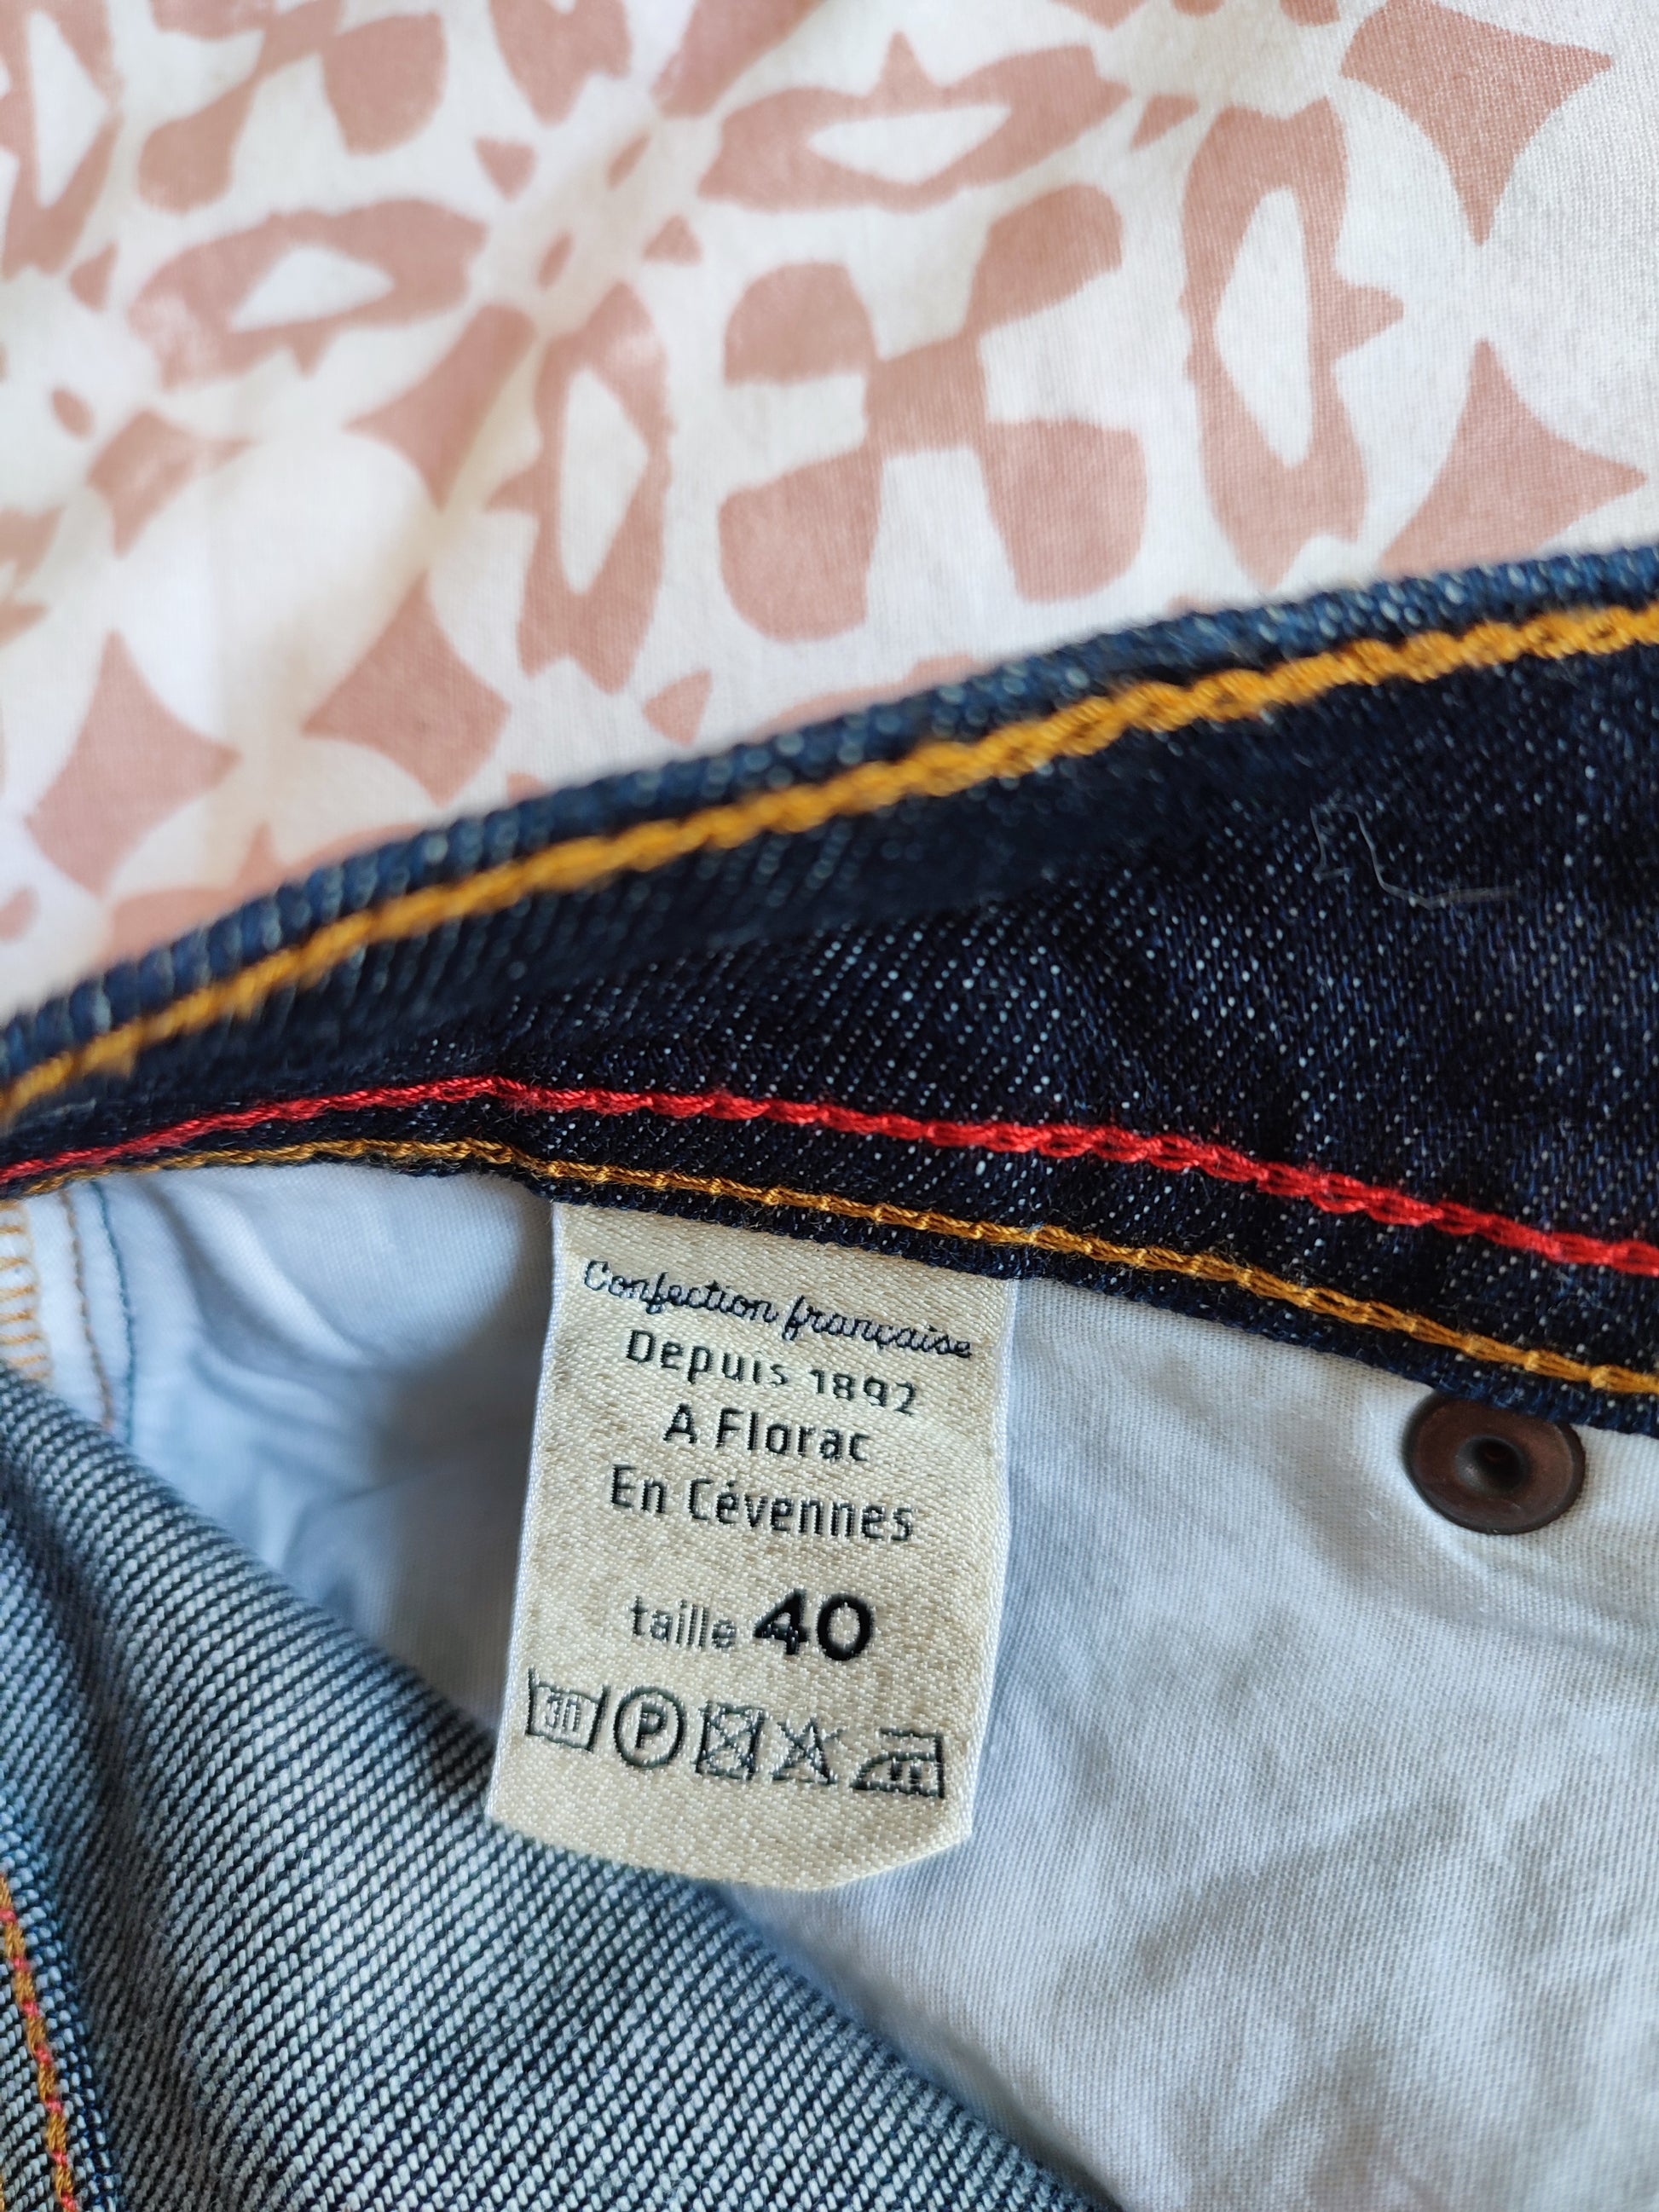 Confection française
Depuis 1892
A Florac
En Cévennes
taille 40
30 P